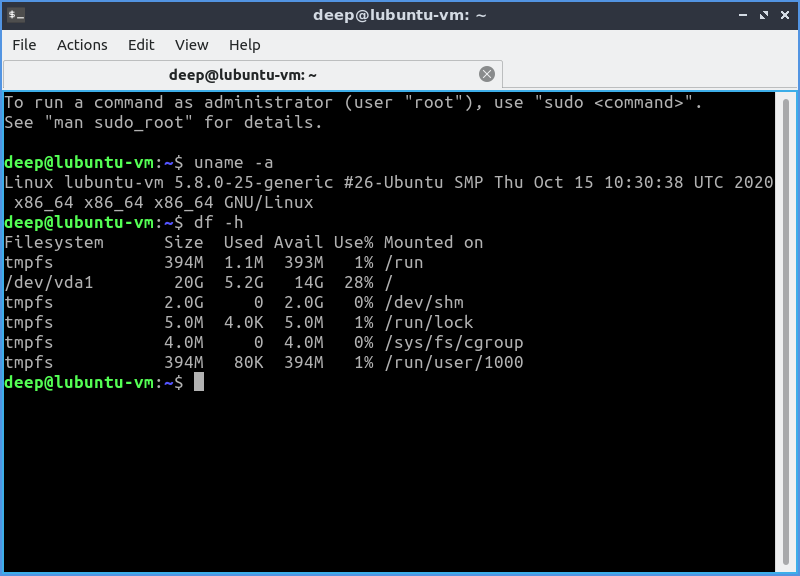 deep@lubuntu-vm: ~
File Actions Edit View Help
deep@lubuntu-vm: ~
To run a command as administrator (user "root"), use "sudo <command>".
See "man sudo_root" for details.
deep@lubuntu-vm:~$ uname -a
Linux lubuntu-vm 5.8.0-25-generic #26-Ubuntu SMP Thu Oct 15 10:30:38 UTC 2020
x86_64 x86_64 x86_64 GNU/Linux
deep@lubuntu-vm:~$ df -h
Filesystem      Size  Used Avail Use% Mounted on
tmpfs           394M  1.1M  393M   1% /run
/dev/vda1        20G  5.2G   14G  28% /
tmpfs           2.0G     0  2.0G   0% /dev/shm
tmpfs           5.0M  4.0K  5.0M   1% /run/lock
tmpfs           4.0M     0  4.0M   0% /sys/fs/cgroup
tmpfs           394M   80K  394M   1% /run/user/1000
deep@lubuntu-vm:~$